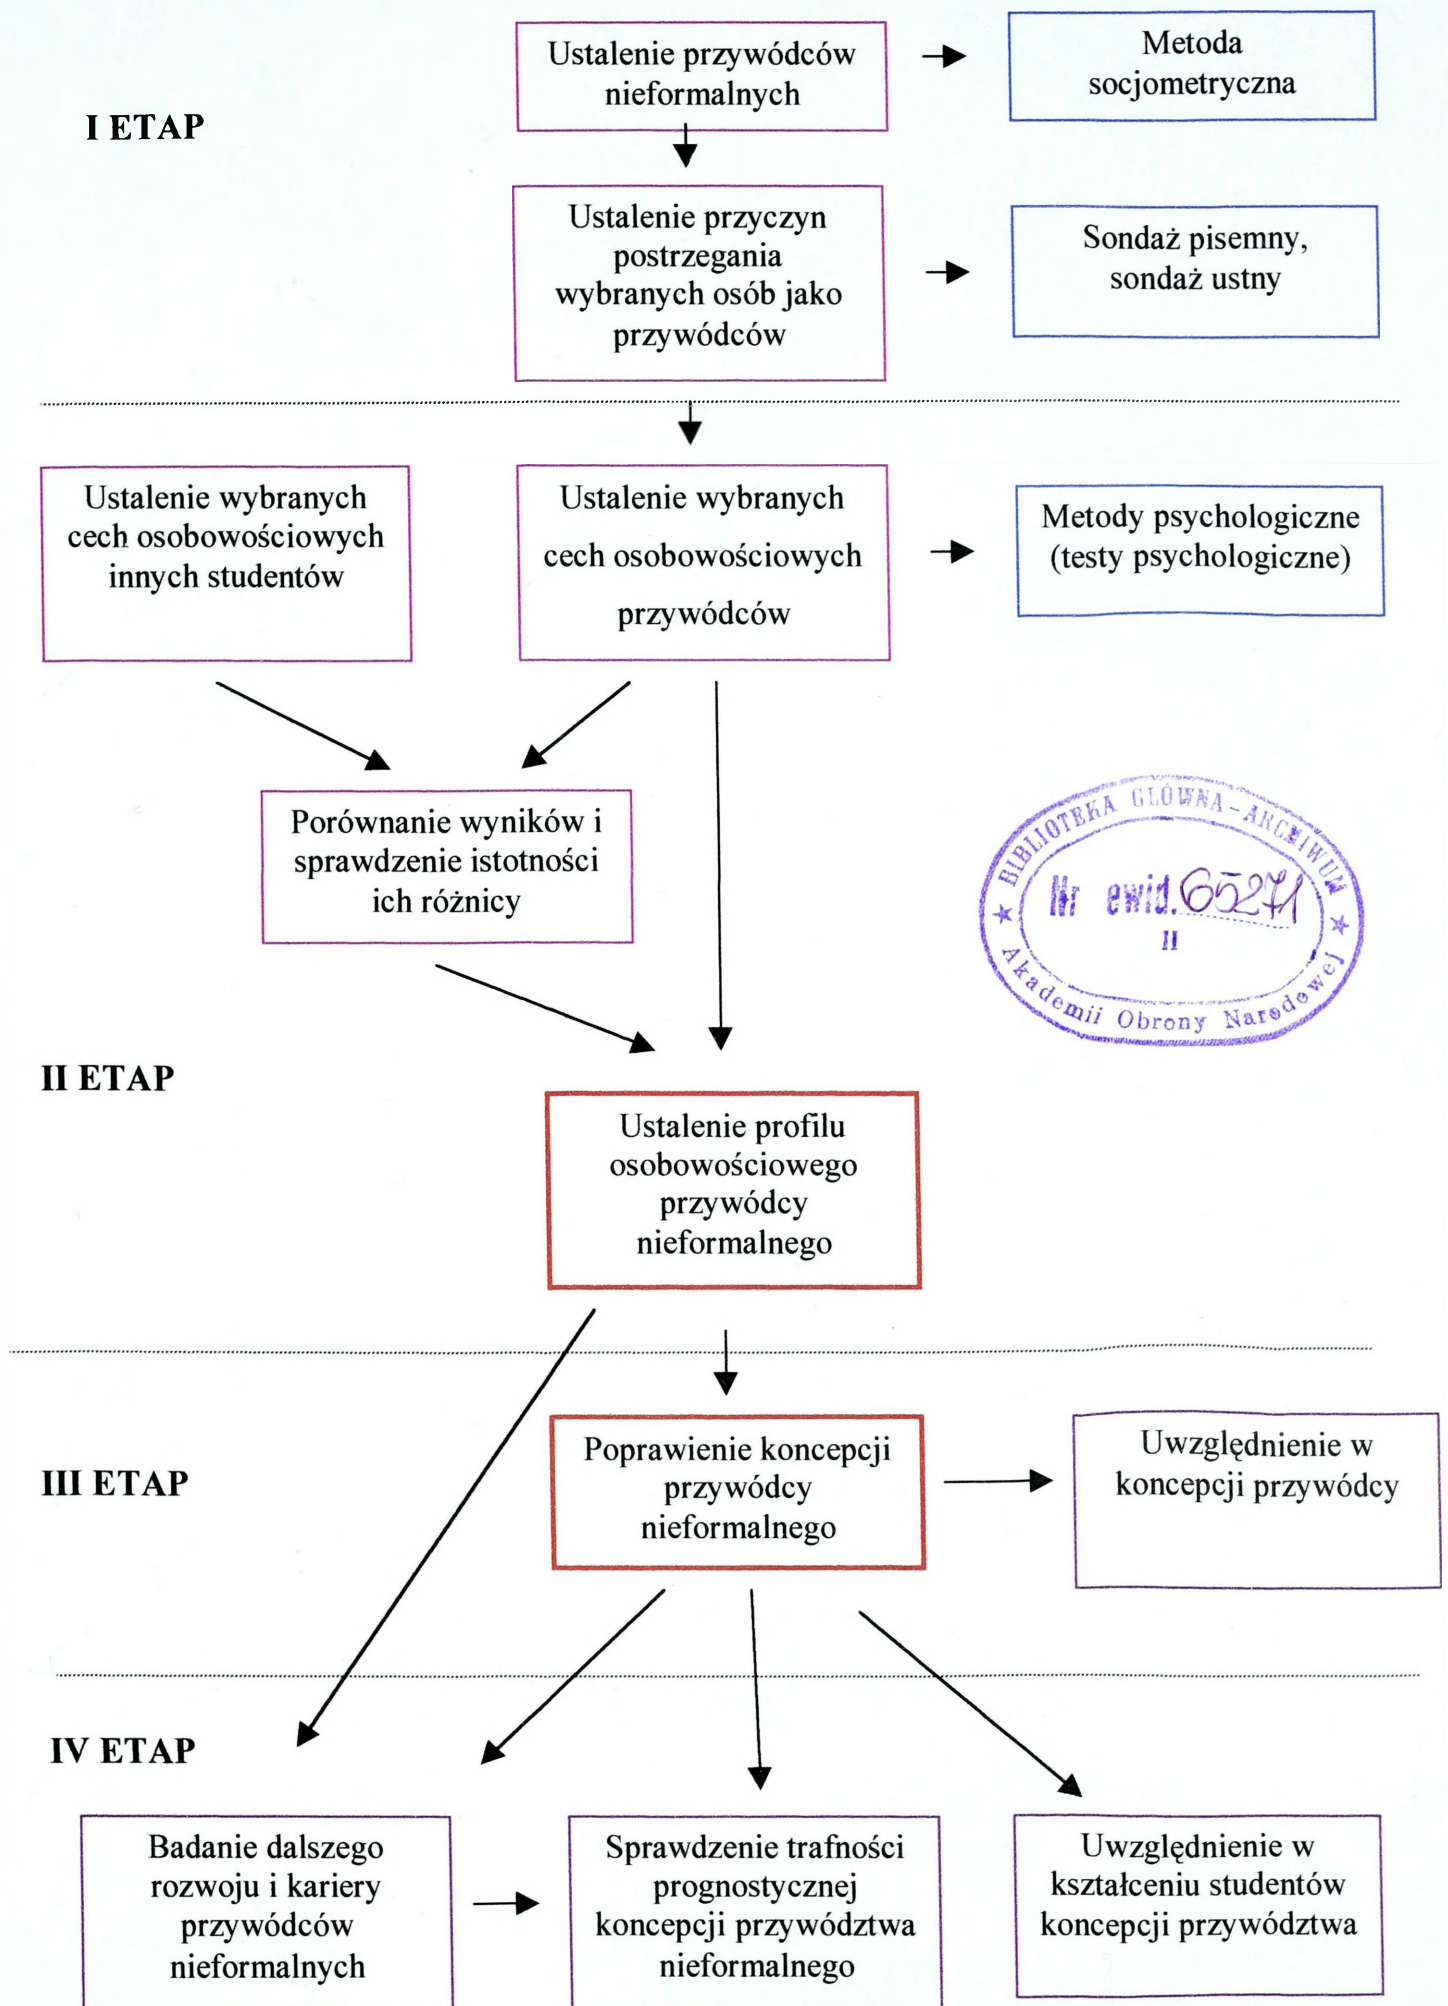 I ETAP
Ustalenie przywódców
nieformalnych
Metoda
socjometryczna
Ustalenie przyczyn
postrzegania
wybranych osób jako
przywódców
Sondaż pisemny,
sondaż ustny
Ustalenie wybranych
cech osobowościowych
innych studentów
Ustalenie wybranych
cech osobowościowych
przywódców
Metody psychologiczne
(testy psychologiczne)
Porównanie wyników i
sprawdzenie istotności
ich różnicy
BIBLIOTEKA GŁÓWNA - ARCHIWUM
Nr ewid. 65271
II
Akademii Obrony Narodowej
II ETAP
Ustalenie profilu
osobowościowego
przywódcy
nieformalnego
III ETAP
Poprawienie koncepcji
przywódcy
nieformalnego
Uwzględnienie w
koncepcji przywódcy
IV ETAP
Badanie dalszego
rozwoju i kariery
przywódców
nieformalnych
Sprawdzenie trafności
prognostycznej
koncepcji przywództwa
nieformalnego
Uwzględnienie w
kształceniu studentów
koncepcji przywództwa